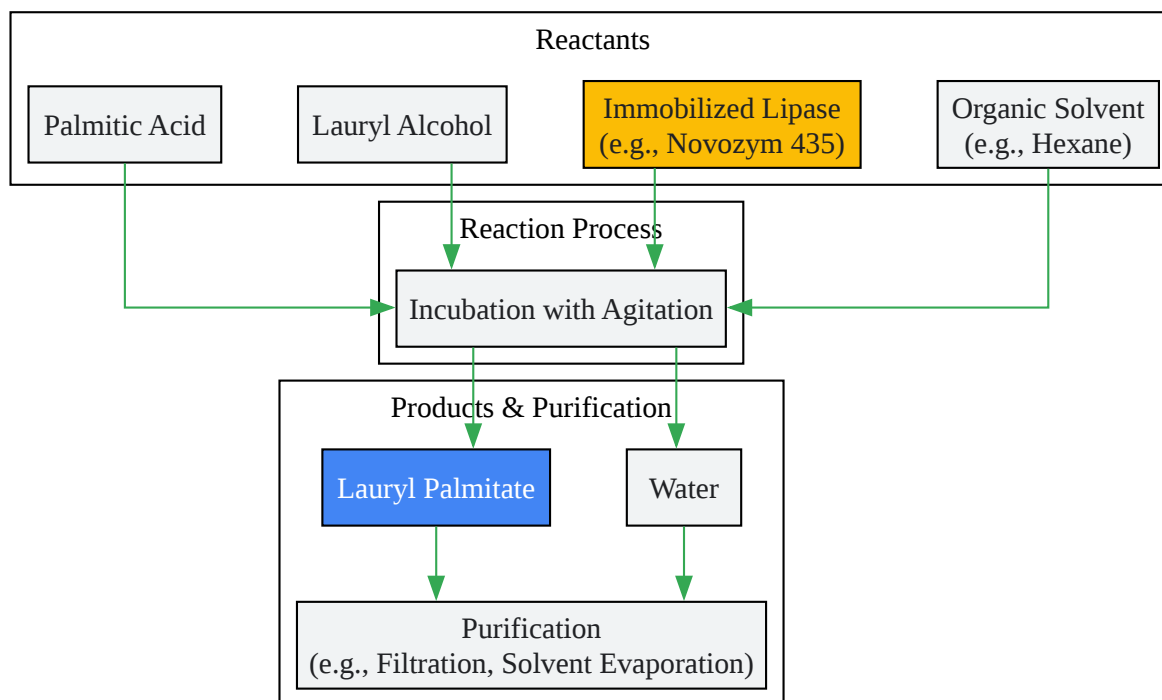 Reactants
Palmitic Acid
Lauryl Alcohol
Immobilized Lipase
(e.g., Novozym 435)
Organic Solvent
(e.g., Hexane)
Reaction Process
Incubation with Agitation
Products & Purification
Lauryl Palmitate
Water
Purification
(e.g., Filtration, Solvent Evaporation)